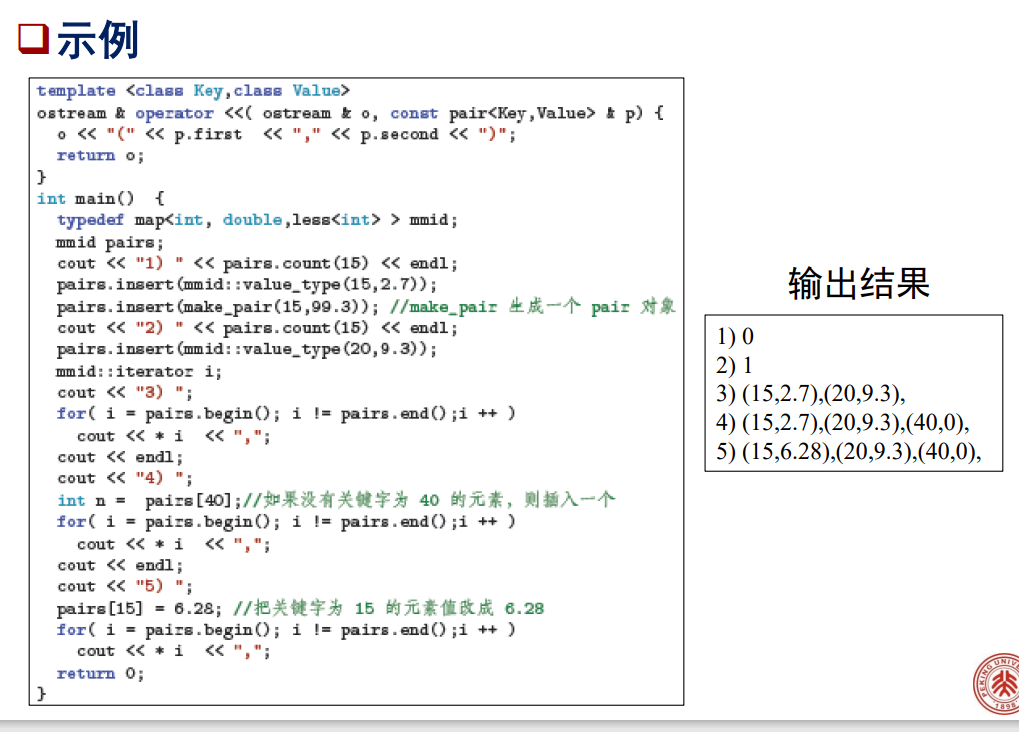 示例
template <class Key,class Value>
ostream & operator <<( ostream & o, const pair<Key,Value> & p) {
o << "(" << p.first << "," << p.second << ")";
return o;
}
int main() {
typedef map<int, double,less<int> > mmid;
mmid pairs;
cout << "1) " << pairs.count(15) << endl;
pairs.insert(mmid::value_type(15,2.7));
pairs.insert(make_pair(15,99.3)); //make_pair 生成一个 pair 对象
cout << "2) " << pairs.count(15) << endl;
pairs.insert(mmid::value_type(20,9.3));
mmid::iterator i;
cout << "3) ";
for( i = pairs.begin(); i != pairs.end();i ++ )
cout << * i << ",";
cout << endl;
cout << "4) ";
int n = pairs[40];//如果没有关键字为 40 的元素，则插入一个
for( i = pairs.begin(); i != pairs.end();i ++ )
cout << * i << ",";
cout << endl;
cout << "5) ";
pairs[15] = 6.28; //把关键字为 15 的元素值改成 6.28
for( i = pairs.begin(); i != pairs.end();i ++ )
cout << * i << ",";
return 0;
}
输出结果
1) 0
2) 1
3) (15,2.7),(20,9.3),
4) (15,2.7),(20,9.3),(40,0),
5) (15,6.28),(20,9.3),(40,0),
PEKING
1898